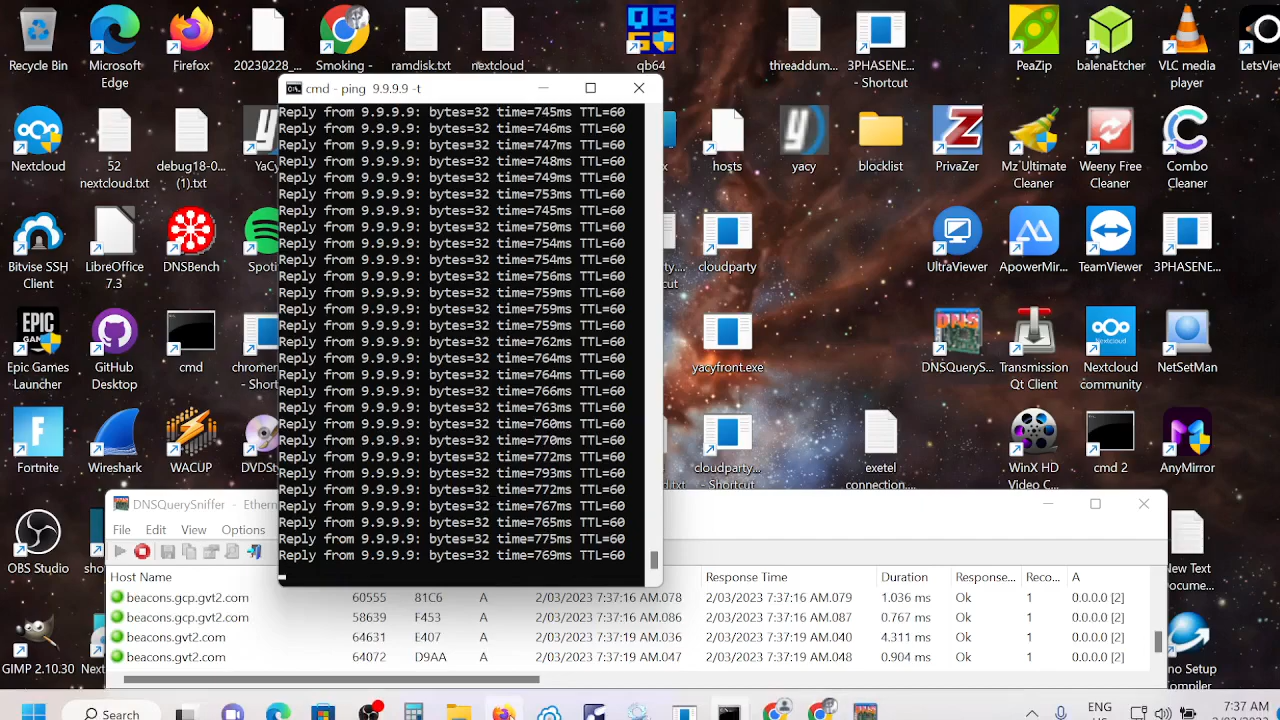 Recycle Bin
Microsoft Edge
Firefox
20230228_...
Smoking -
ramdisk.txt
nextcloud
qb64
threaddum...
3PHASENE... - Shortcut
PeaZip
balenaEtcher
VLC media player
LetsView
cmd - ping 9.9.9.9 -t
Reply from 9.9.9.9: bytes=32 time=745ms TTL=60
Reply from 9.9.9.9: bytes=32 time=746ms TTL=60
Reply from 9.9.9.9: bytes=32 time=747ms TTL=60
Reply from 9.9.9.9: bytes=32 time=748ms TTL=60
Reply from 9.9.9.9: bytes=32 time=749ms TTL=60
Reply from 9.9.9.9: bytes=32 time=753ms TTL=60
Reply from 9.9.9.9: bytes=32 time=745ms TTL=60
Reply from 9.9.9.9: bytes=32 time=758ms TTL=60
Reply from 9.9.9.9: bytes=32 time=752ms TTL=60
Reply from 9.9.9.9: bytes=32 time=754ms TTL=60
Reply from 9.9.9.9: bytes=32 time=756ms TTL=60
Reply from 9.9.9.9: bytes=32 time=759ms TTL=60
Reply from 9.9.9.9: bytes=32 time=759ms TTL=60
Reply from 9.9.9.9: bytes=32 time=758ms TTL=60
Reply from 9.9.9.9: bytes=32 time=762ms TTL=60
Reply from 9.9.9.9: bytes=32 time=764ms TTL=60
Reply from 9.9.9.9: bytes=32 time=764ms TTL=60
Reply from 9.9.9.9: bytes=32 time=766ms TTL=60
Reply from 9.9.9.9: bytes=32 time=763ms TTL=60
Reply from 9.9.9.9: bytes=32 time=768ms TTL=60
Reply from 9.9.9.9: bytes=32 time=770ms TTL=60
Reply from 9.9.9.9: bytes=32 time=772ms TTL=60
Reply from 9.9.9.9: bytes=32 time=793ms TTL=60
Reply from 9.9.9.9: bytes=32 time=772ms TTL=60
Reply from 9.9.9.9: bytes=32 time=767ms TTL=60
Reply from 9.9.9.9: bytes=32 time=765ms TTL=60
Reply from 9.9.9.9: bytes=32 time=775ms TTL=60
Reply from 9.9.9.9: bytes=32 time=769ms TTL=60
Nextcloud
52 nextcloud.txt
debug18-0... (1).txt
YaCy
hosts
yacy
blocklist
PrivaZer
Mz Ultimate Cleaner
Weeny Free Cleaner
Combo Cleaner
Bitvise SSH Client
LibreOffice 7.3
DNSBench
Spoti
cloudparty
UltraViewer
ApowerMir...
TeamViewer
3PHASENE...
Epic Games Launcher
GitHub Desktop
cmd
chromer - Short
yacyfront.exe
DNSQueryS...
Transmission Qt Client
Nextcloud community
NetSetMan
Fortnite
Wireshark
WACUP
DVDSty
cloudparty... - Shortcut
exetel connection....
WinX HD Video C...
cmd 2
AnyMirror
DNSQuerySniffer - Ethern
File Edit View Options
OBS Studio
New Text Docume...
Host Name Response Time Duration Response... Reco... A
beacons.gcp.gvt2.com 60555 81C6 A 2/03/2023 7:37:16 AM.078 2/03/2023 7:37:16 AM.079 1.036 ms Ok 1 0.0.0.0 [2]
beacons.gcp.gvt2.com 58639 F453 A 2/03/2023 7:37:16 AM.086 2/03/2023 7:37:16 AM.086 0.767 ms Ok 1 0.0.0.0 [2]
beacons.gvt2.com 64631 E407 A 2/03/2023 7:37:19 AM.036 2/03/2023 7:37:19 AM.040 4.311 ms Ok 1 0.0.0.0 [2]
beacons.gvt2.com 64072 D9AA A 2/03/2023 7:37:19 AM.047 2/03/2023 7:37:19 AM.048 0.904 ms Ok 1 0.0.0.0 [2]
GIMP 2.10.30
Next
no Setup
Search
ENG
7:37 AM